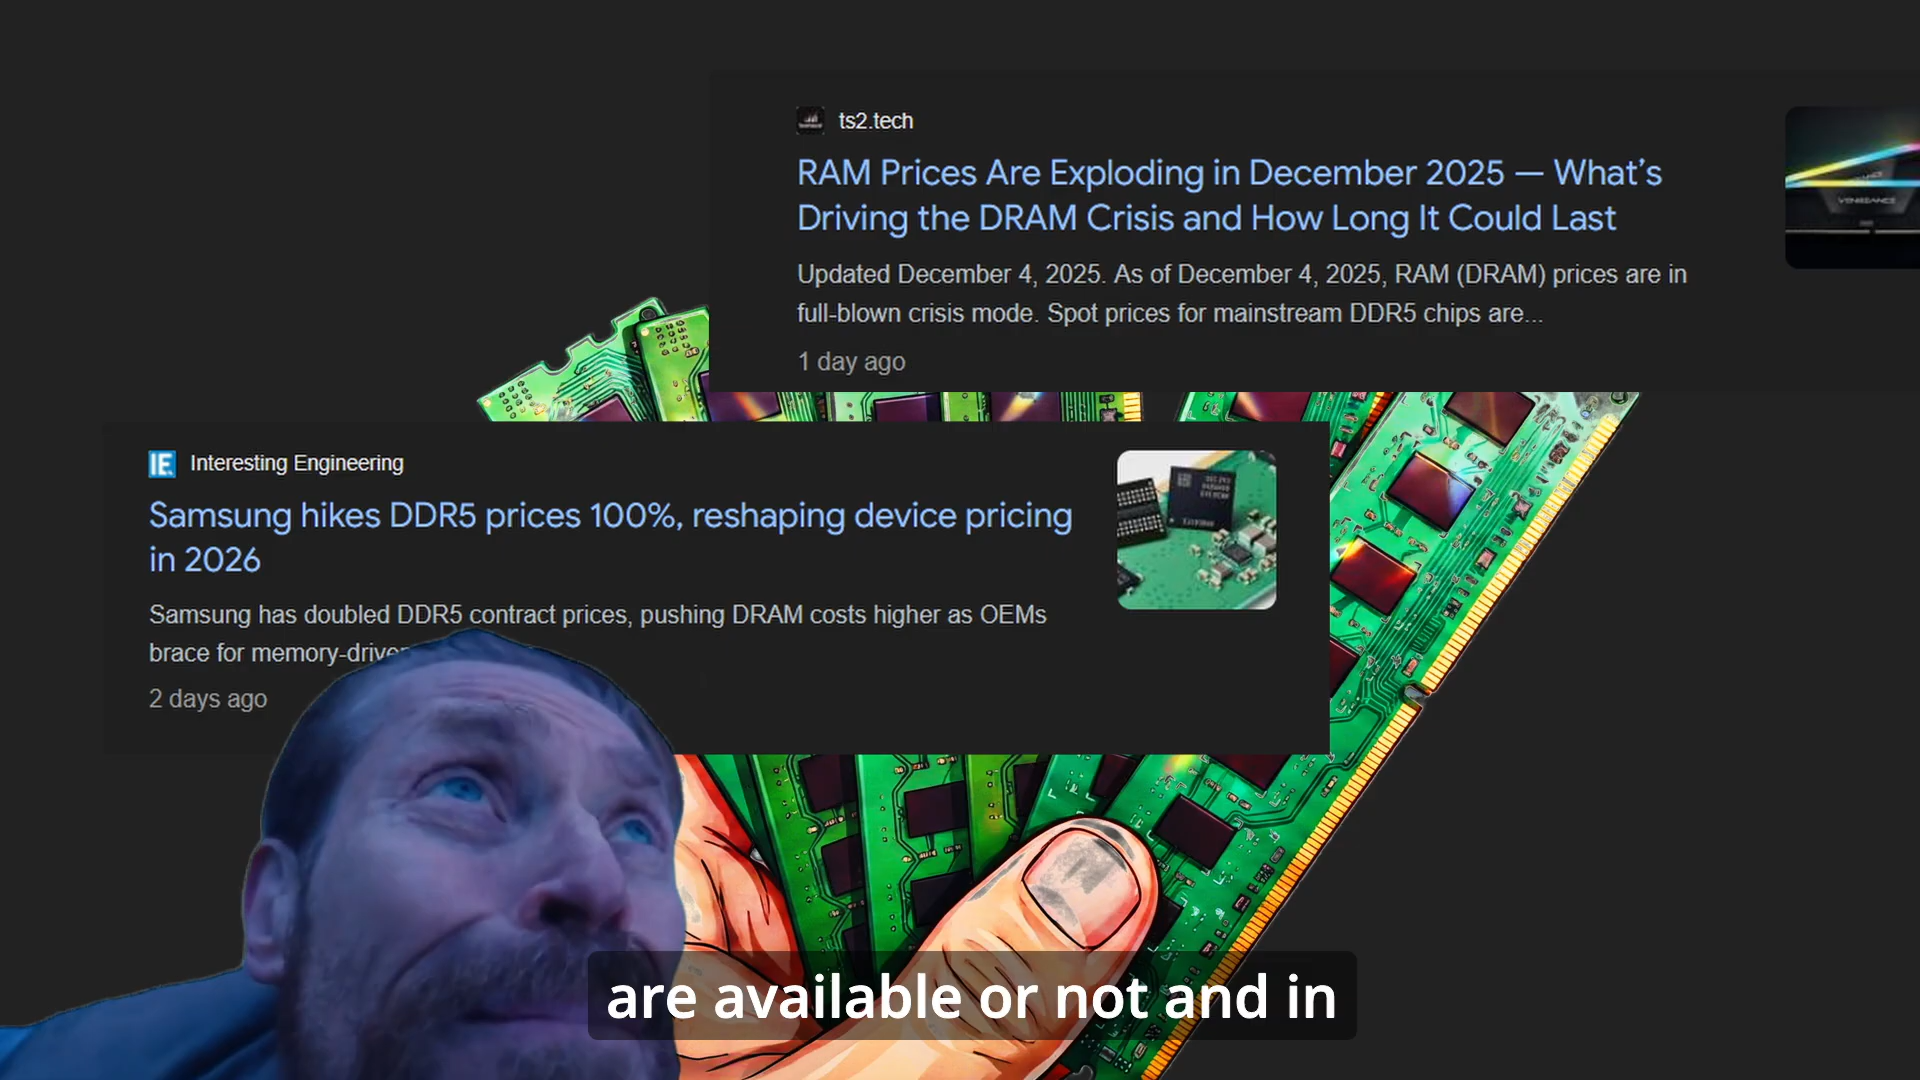 ts2.tech
RAM Prices Are Exploding in December 2025 — What's
Driving the DRAM Crisis and How Long It Could Last
Updated December 4, 2025. As of December 4, 2025, RAM (DRAM) prices are in
full-blown crisis mode. Spot prices for mainstream DDR5 chips are...
1 day ago
VENGEANCE
IE
Interesting Engineering
Samsung hikes DDR5 prices 100%, reshaping device pricing
in 2026
Samsung has doubled DDR5 contract prices, pushing DRAM costs higher as OEMs
brace for
2 days ago
are available or not and in